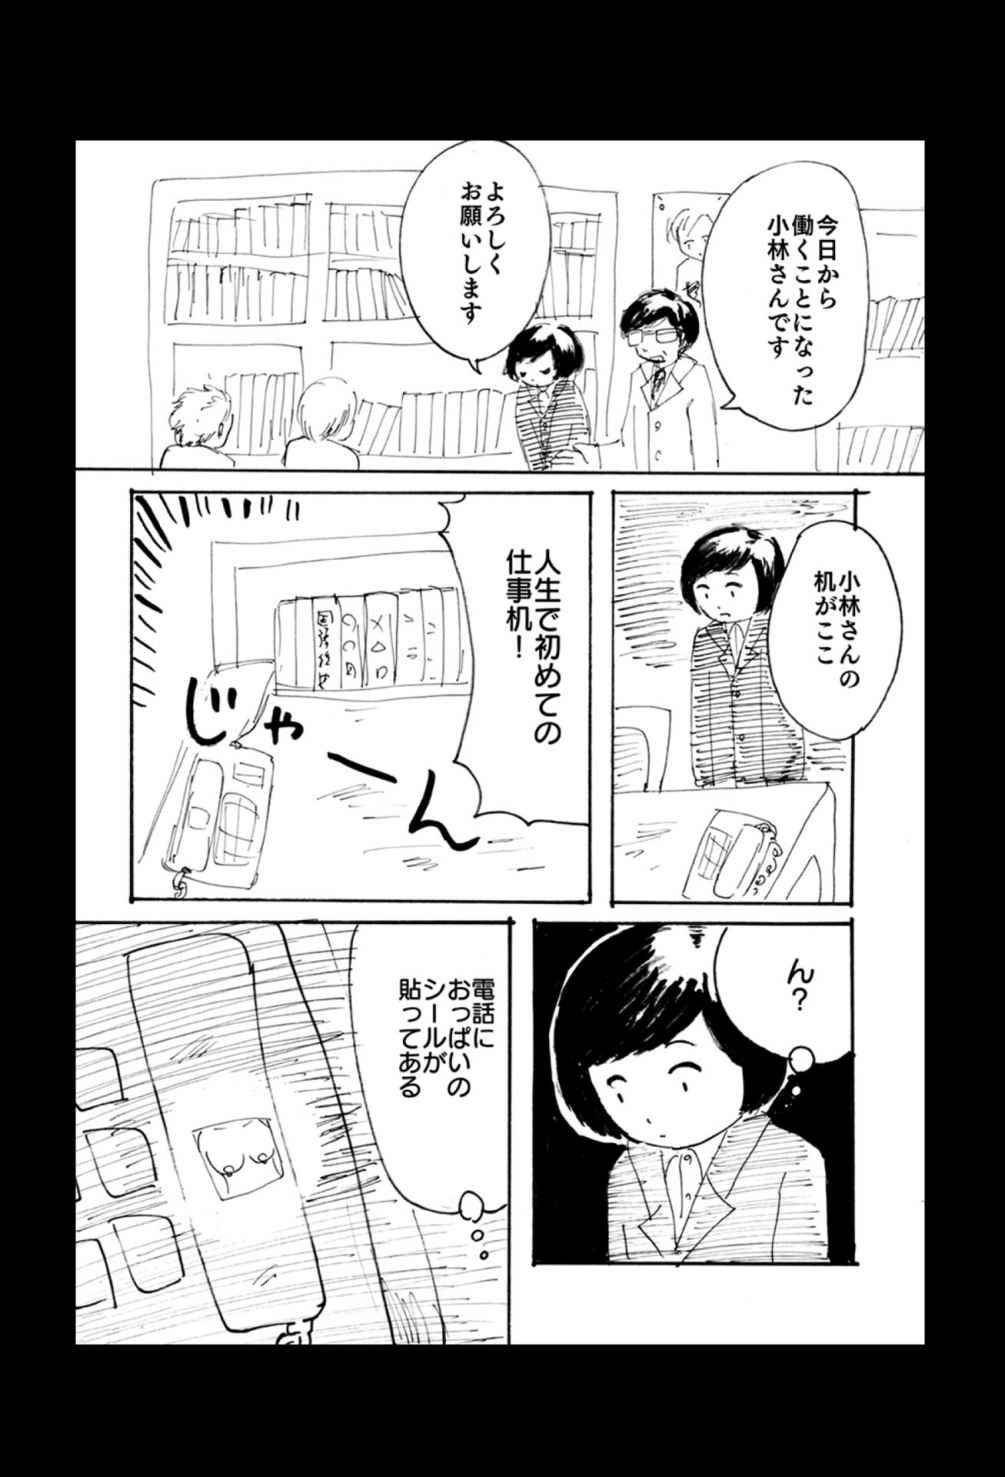 今日から
働くことになった
小林さんです
よろしく
お願いします
小林さんの
机がここ
人生で初めての
仕事机！
じゃーん
ん？
電話に
おっぱいの
シールが
貼ってある